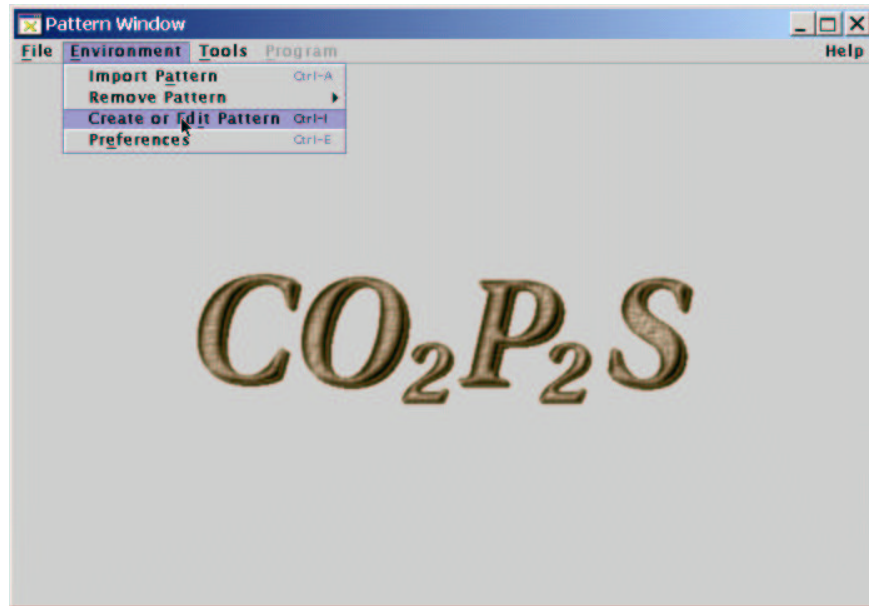 Pattern Window
File Environment Tools Program Help
Import Pattern Ctrl-A
Remove Pattern
Create or Edit Pattern Ctrl-I
Preferences Ctrl-E
CO₂P₂S